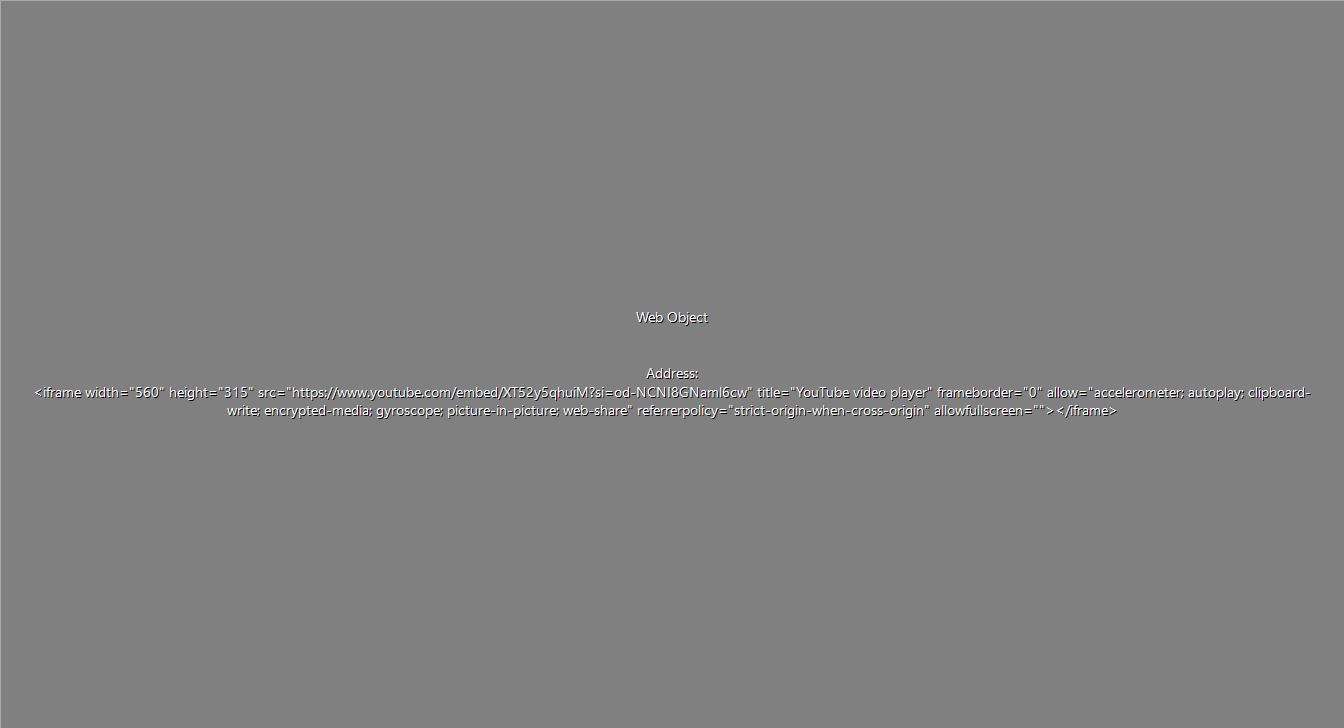 Web Object
Address:
<iframe width="560" height="315" src="https://www.youtube.com/embed/XT52y5qhuiM?si=od-NCNI8GNaml6cw" title="YouTube video player" frameborder="0" allow="accelerometer; autoplay; clipboard-
write; encrypted-media; gyroscope; picture-in-picture; web-share" referrerpolicy="strict-origin-when-cross-origin" allowfullscreen=""></iframe>